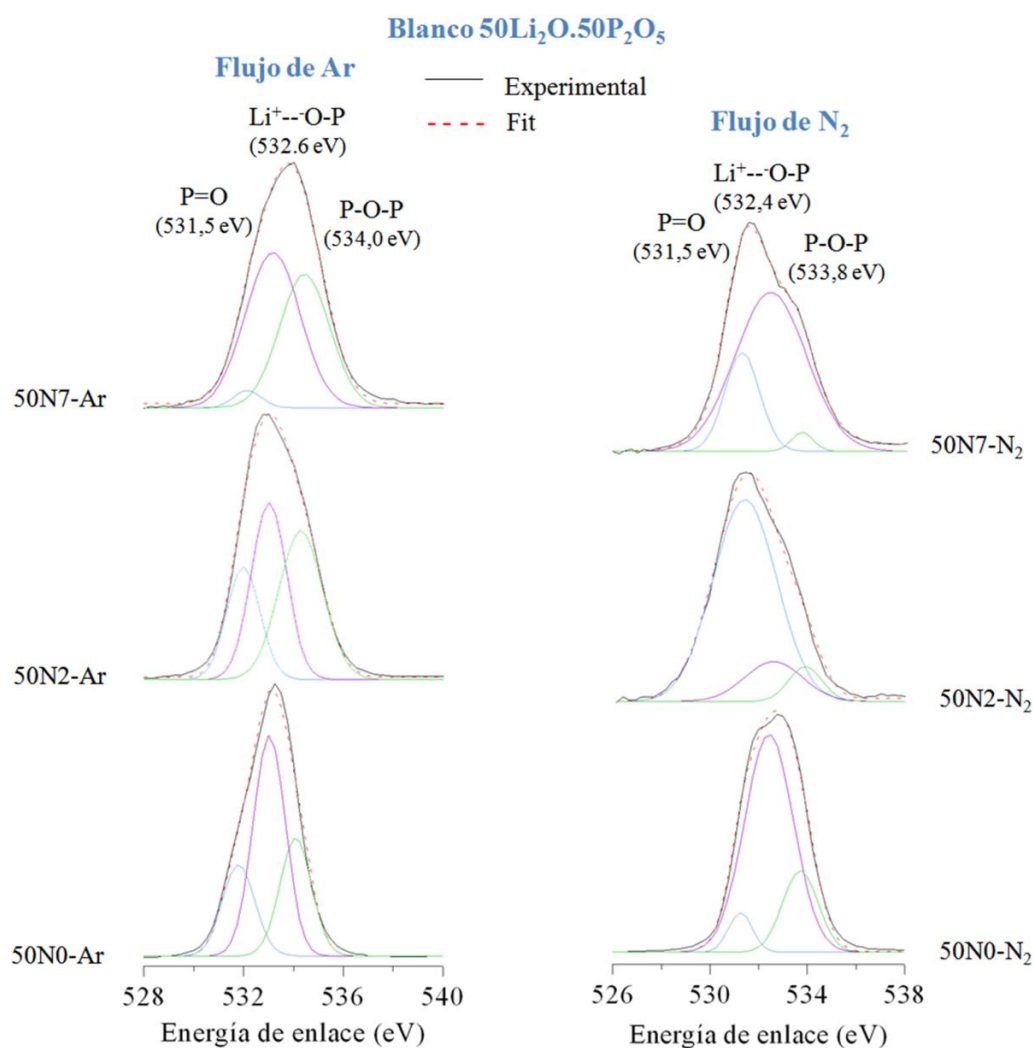 Blanco 50Li₂O.50P₂O₅
Flujo de Ar
Experimental
Fit
Li⁺--⁻O-P
(532.6 eV)
P=O
(531,5 eV)
P-O-P
(534,0 eV)
50N7-Ar
50N2-Ar
50N0-Ar
528 532 536 540
Energía de enlace (eV)
Flujo de N₂
Li⁺--⁻O-P
(532,4 eV)
P=O
(531,5 eV)
P-O-P
(533,8 eV)
50N7-N₂
50N2-N₂
50N0-N₂
526 530 534 538
Energía de enlace (eV)